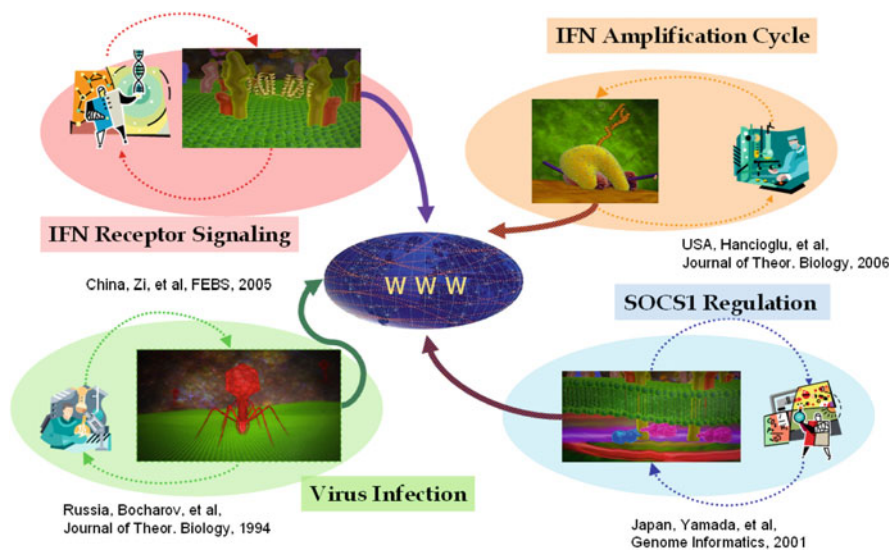 IFN Amplification Cycle
IFN Receptor Signaling
USA, Hancioglu, et al,
Journal of Theor. Biology, 2006
China, Zi, et al, FEBS, 2005
W W W
SOCS1 Regulation
Virus Infection
Russia, Bocharov, et al,
Journal of Theor. Biology, 1994
Japan, Yamada, et al,
Genome Informatics, 2001